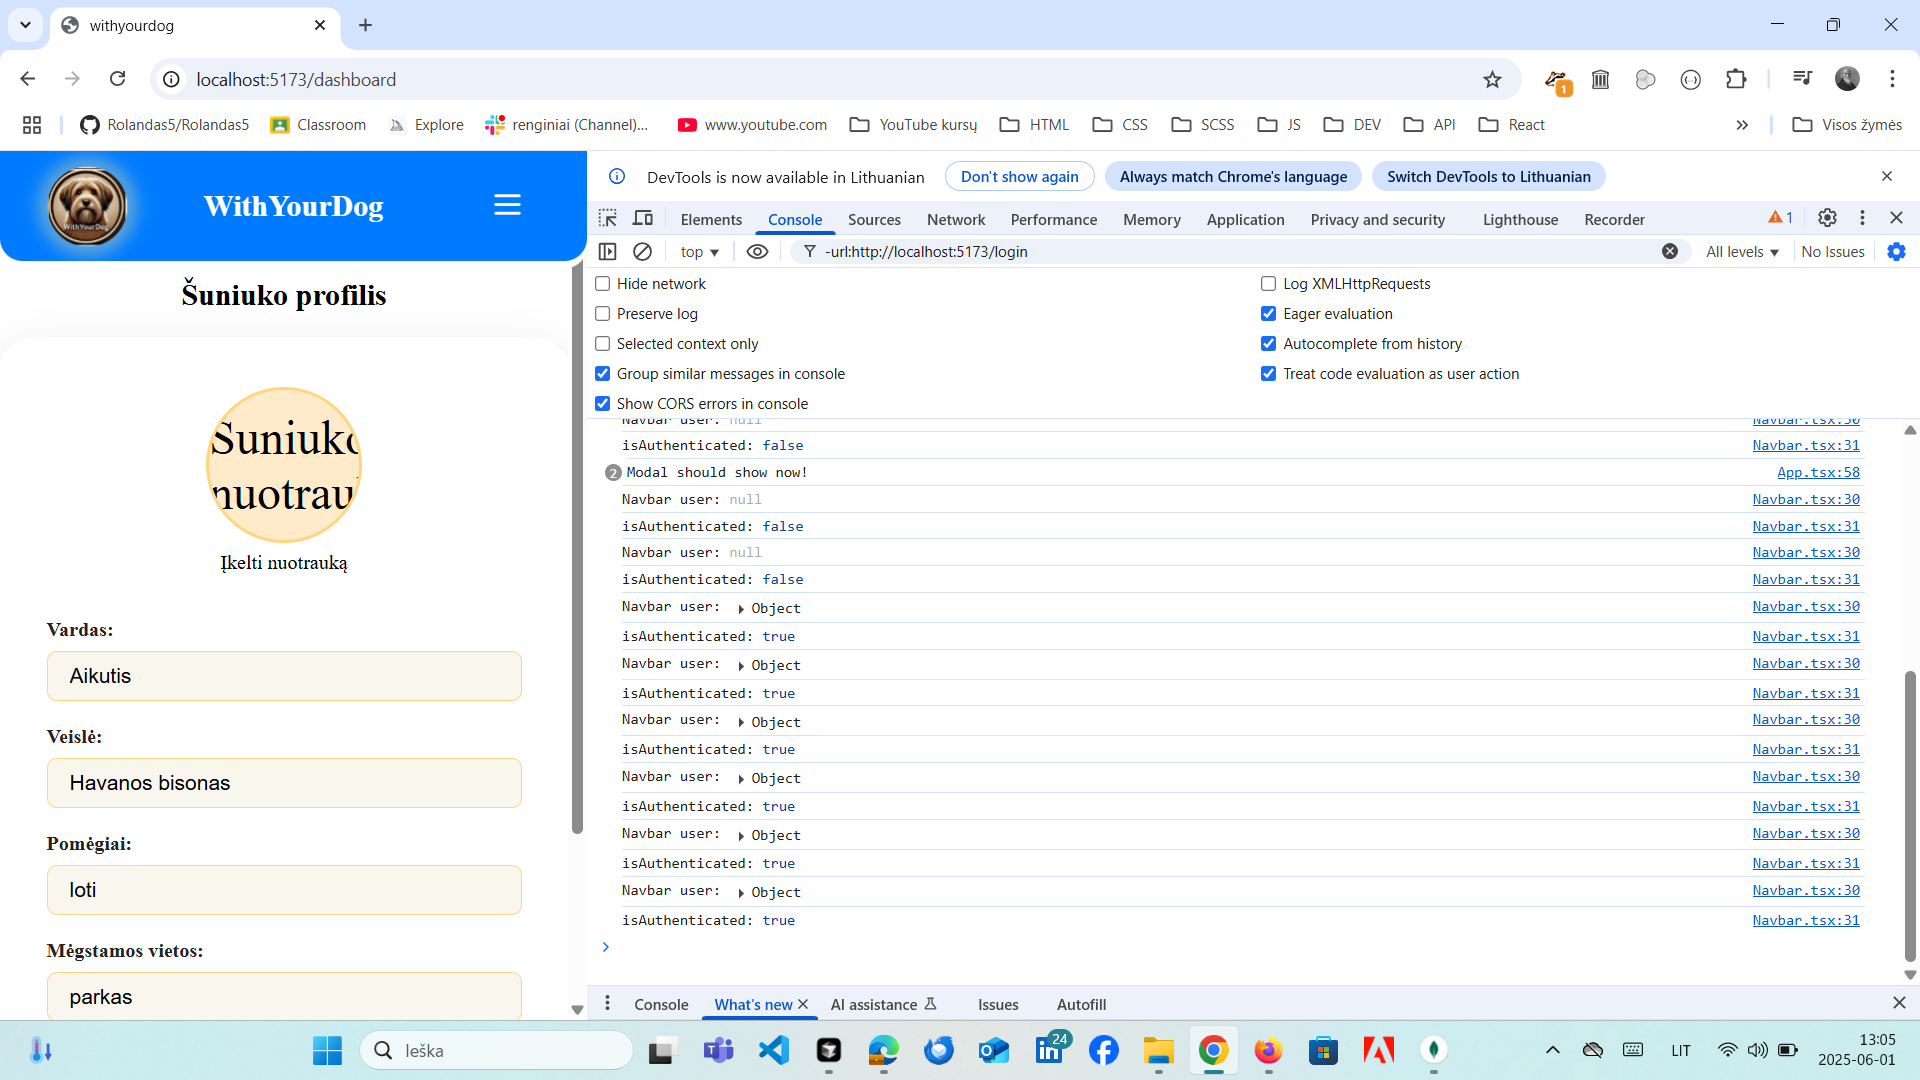 withyourdog
localhost:5173/dashboard
1
Rolandas5/Rolandas5 Classroom Explore renginiai (Channel)... www.youtube.com YouTube kursų HTML CSS SCSS JS DEV API React » Visos žymės
WithYourDog
WithYourDog
Šuniuko profilis
Šuniuko
nuotrau
Įkelti nuotrauką
Vardas:
Aikutis
Veislė:
Havanos bisonas
Pomėgiai:
loti
Mėgstamos vietos:
parkas
DevTools is now available in Lithuanian Don't show again Always match Chrome's language Switch DevTools to Lithuanian
Elements Console Sources Network Performance Memory Application Privacy and security Lighthouse Recorder 1
top -url:http://localhost:5173/login All levels No Issues
Hide network Log XMLHttpRequests
Preserve log Eager evaluation
Selected context only Autocomplete from history
Group similar messages in console Treat code evaluation as user action
Show CORS errors in console
Navbar user: null Navbar.tsx:30
isAuthenticated: false Navbar.tsx:31
2 Modal should show now! App.tsx:58
Navbar user: null Navbar.tsx:30
isAuthenticated: false Navbar.tsx:31
Navbar user: null Navbar.tsx:30
isAuthenticated: false Navbar.tsx:31
Navbar user: Object Navbar.tsx:30
isAuthenticated: true Navbar.tsx:31
Navbar user: Object Navbar.tsx:30
isAuthenticated: true Navbar.tsx:31
Navbar user: Object Navbar.tsx:30
isAuthenticated: true Navbar.tsx:31
Navbar user: Object Navbar.tsx:30
isAuthenticated: true Navbar.tsx:31
Navbar user: Object Navbar.tsx:30
isAuthenticated: true Navbar.tsx:31
Navbar user: Object Navbar.tsx:30
isAuthenticated: true Navbar.tsx:31
Console What's new AI assistance Issues Autofill
Ieška 24 LIT 13:05
2025-06-01